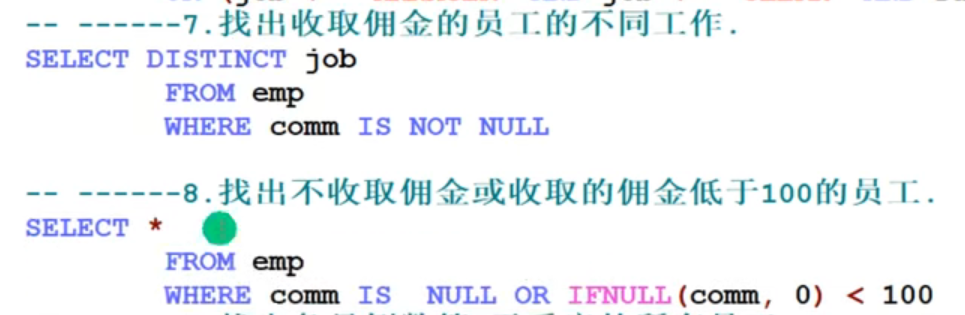 -- ------7.找出收取佣金的员工的不同工作.
SELECT DISTINCT job
FROM emp
WHERE comm IS NOT NULL
-- ------8.找出不收取佣金或收取的佣金低于100的员工.
SELECT *
FROM emp
WHERE comm IS  NULL OR IFNULL(comm, 0) < 100